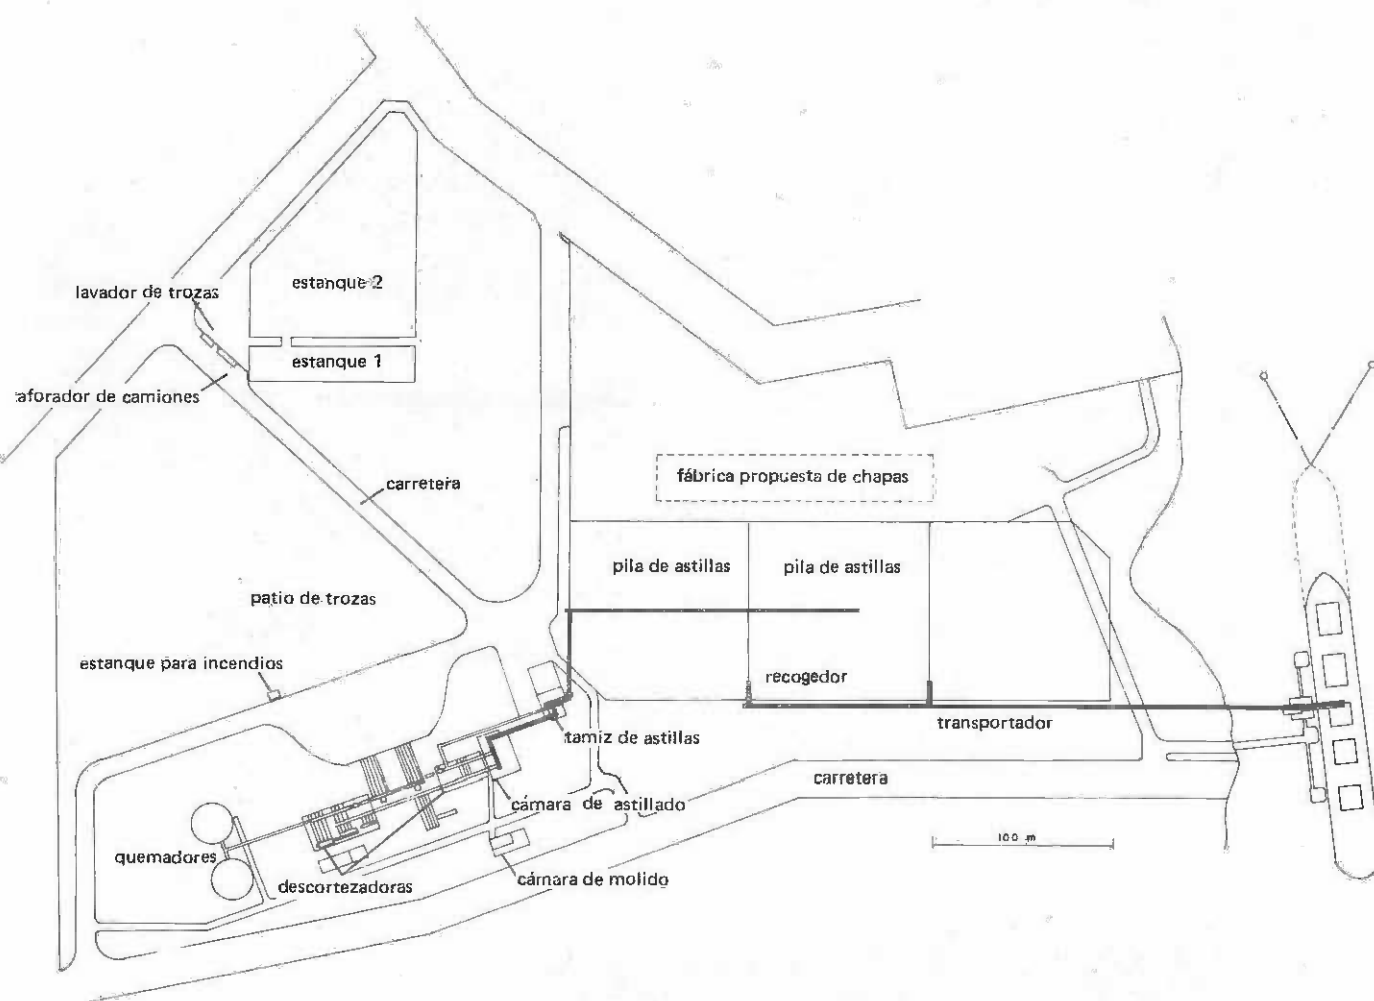 estanque 2
lavador de trozas
estanque 1
aforador de camiones
carretera
fábrica propuesta de chapas
pila de astillas
pila de astillas
patio de trozas
estanque para incendios
recogedor
transportador
tamiz de astillas
carretera
cámara de astillado
100 m
quemadores
descortezadoras
cámara de molido